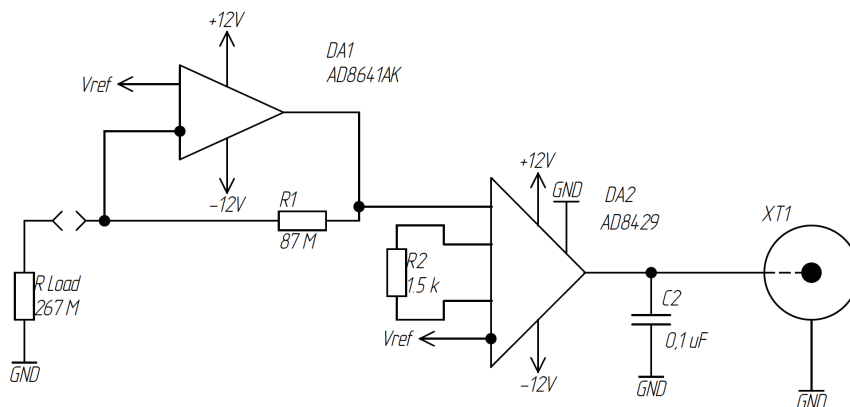 +12V
DA1
AD8641AK
Vref
-12V
R1
87 M
R Load
267 M
GND
+12V
GND
DA2
AD8429
R2
1.5 k
Vref
-12V
C2
0,1 uF
GND
XT1
GND